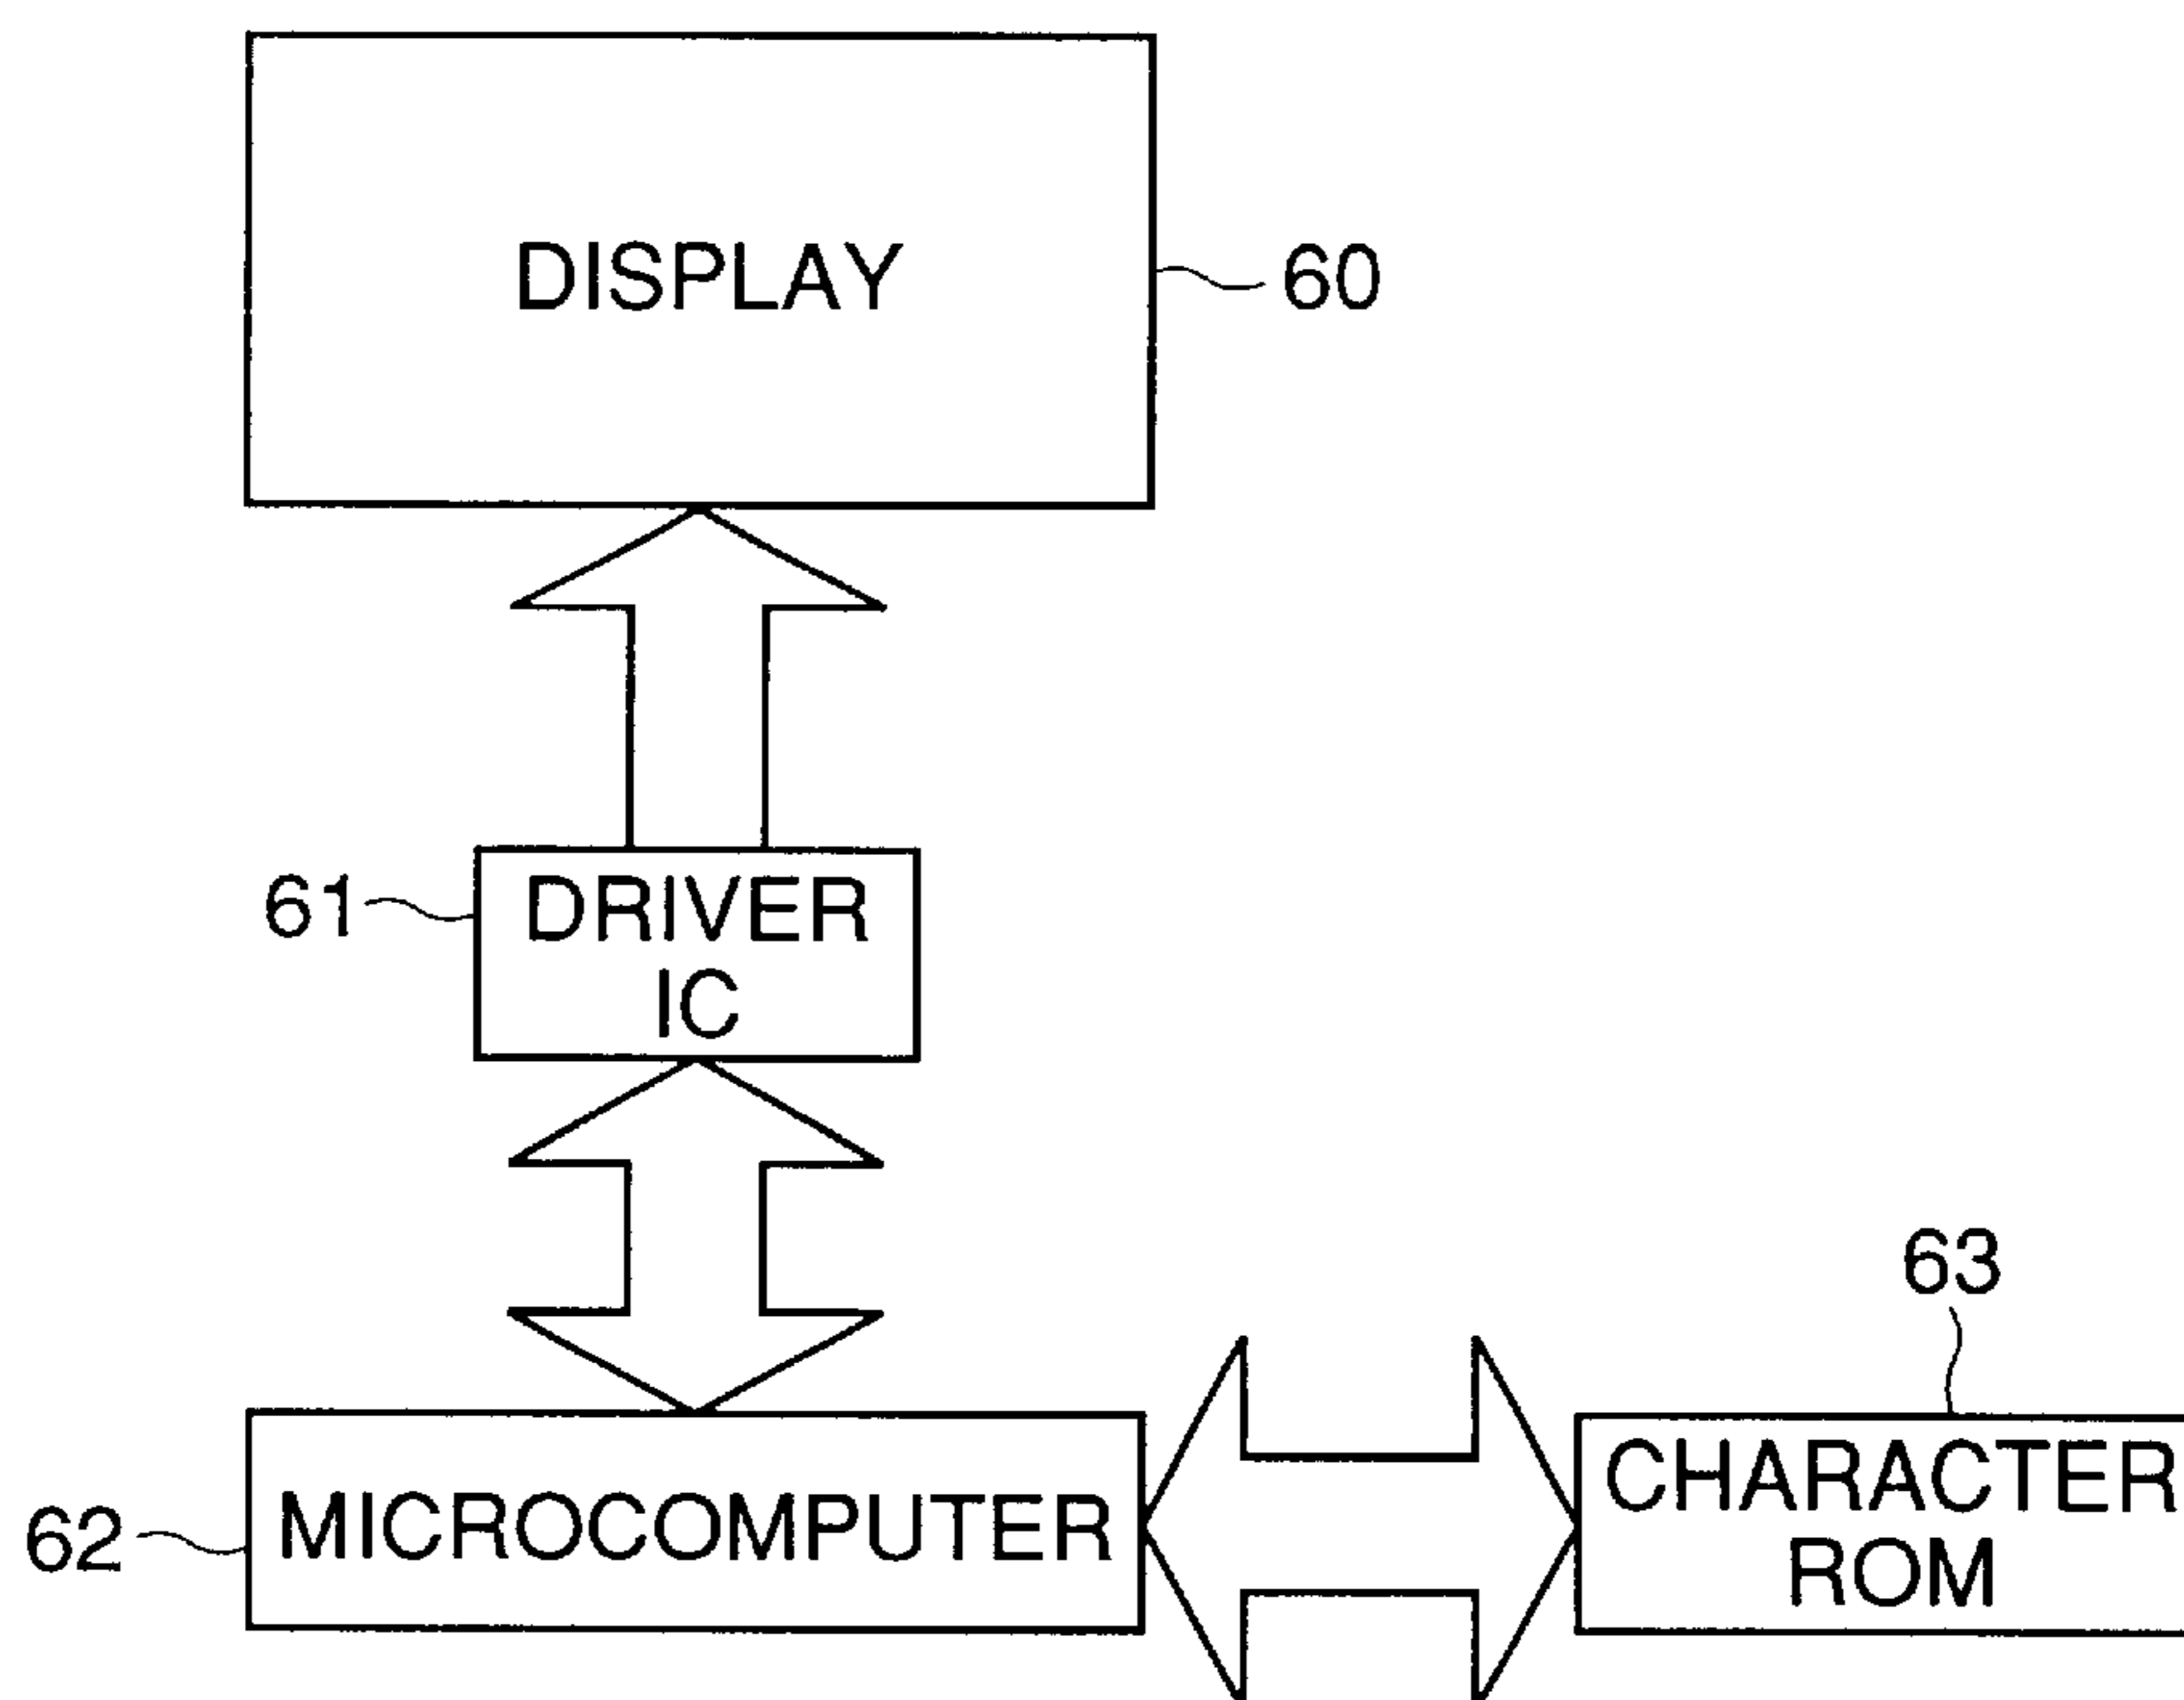 DISPLAY
60
61
DRIVER
IC
63
62
MICROCOMPUTER
CHARACTER
ROM